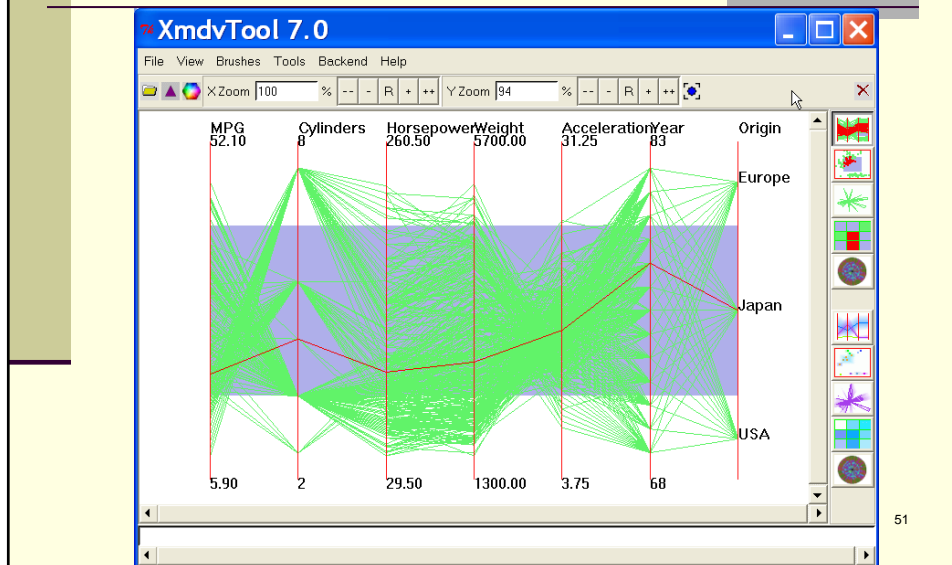 XmdvTool 7.0
File View Brushes Tools Backend Help
X Zoom 100 % -- - R + ++ Y Zoom 94 % -- - R + ++
MPG Cylinders Horsepower Weight Acceleration Year Origin
52.10 8 260.50 5700.00 31.25 83
Europe
Japan
USA
5.90 2 29.50 1300.00 3.75 68
51